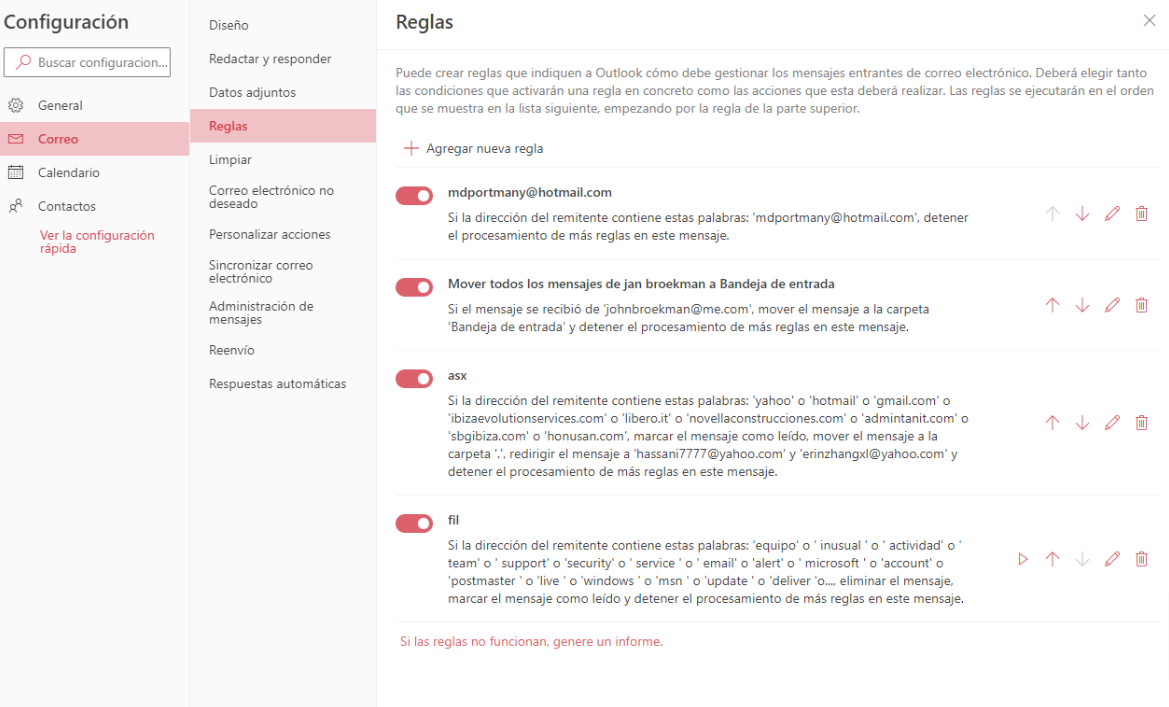 Configuración
Buscar configuracion...
General
Correo
Calendario
Contactos
Ver la configuración
rápida
Diseño
Redactar y responder
Datos adjuntos
Reglas
Limpiar
Correo electrónico no
deseado
Personalizar acciones
Sincronizar correo
electrónico
Administración de
mensajes
Reenvío
Respuestas automáticas
Reglas
Puede crear reglas que indiquen a Outlook cómo debe gestionar los mensajes entrantes de correo electrónico. Deberá elegir tanto
las condiciones que activarán una regla en concreto como las acciones que esta deberá realizar. Las reglas se ejecutarán en el orden
que se muestra en la lista siguiente, empezando por la regla de la parte superior.
Agregar nueva regla
mdportmany@hotmail.com
Si la dirección del remitente contiene estas palabras: 'mdportmany@hotmail.com', detener
el procesamiento de más reglas en este mensaje.
Mover todos los mensajes de jan broekman a Bandeja de entrada
Si el mensaje se recibió de 'johnbroekman@me.com', mover el mensaje a la carpeta
'Bandeja de entrada' y detener el procesamiento de más reglas en este mensaje.
asx
Si la dirección del remitente contiene estas palabras: 'yahoo' o 'hotmail' o 'gmail.com' o
'ibizaevolutionservices.com' o 'libero.it' o 'novellaconstrucciones.com' o 'admintanit.com' o
'sbgibiza.com' o 'honusan.com', marcar el mensaje como leído, mover el mensaje a la
carpeta '.', redirigir el mensaje a 'hassani7777@yahoo.com' y 'erinzhangxl@yahoo.com' y
detener el procesamiento de más reglas en este mensaje.
fil
Si la dirección del remitente contiene estas palabras: 'equipo' o ' inusual ' o ' actividad' o '
team' o ' support' o 'security' o ' service ' o ' email' o 'alert' o ' microsoft ' o 'account' o
'postmaster ' o 'live ' o 'windows ' o 'msn ' o 'update ' o 'deliver 'o..., eliminar el mensaje,
marcar el mensaje como leído y detener el procesamiento de más reglas en este mensaje.
Si las reglas no funcionan, genere un informe.